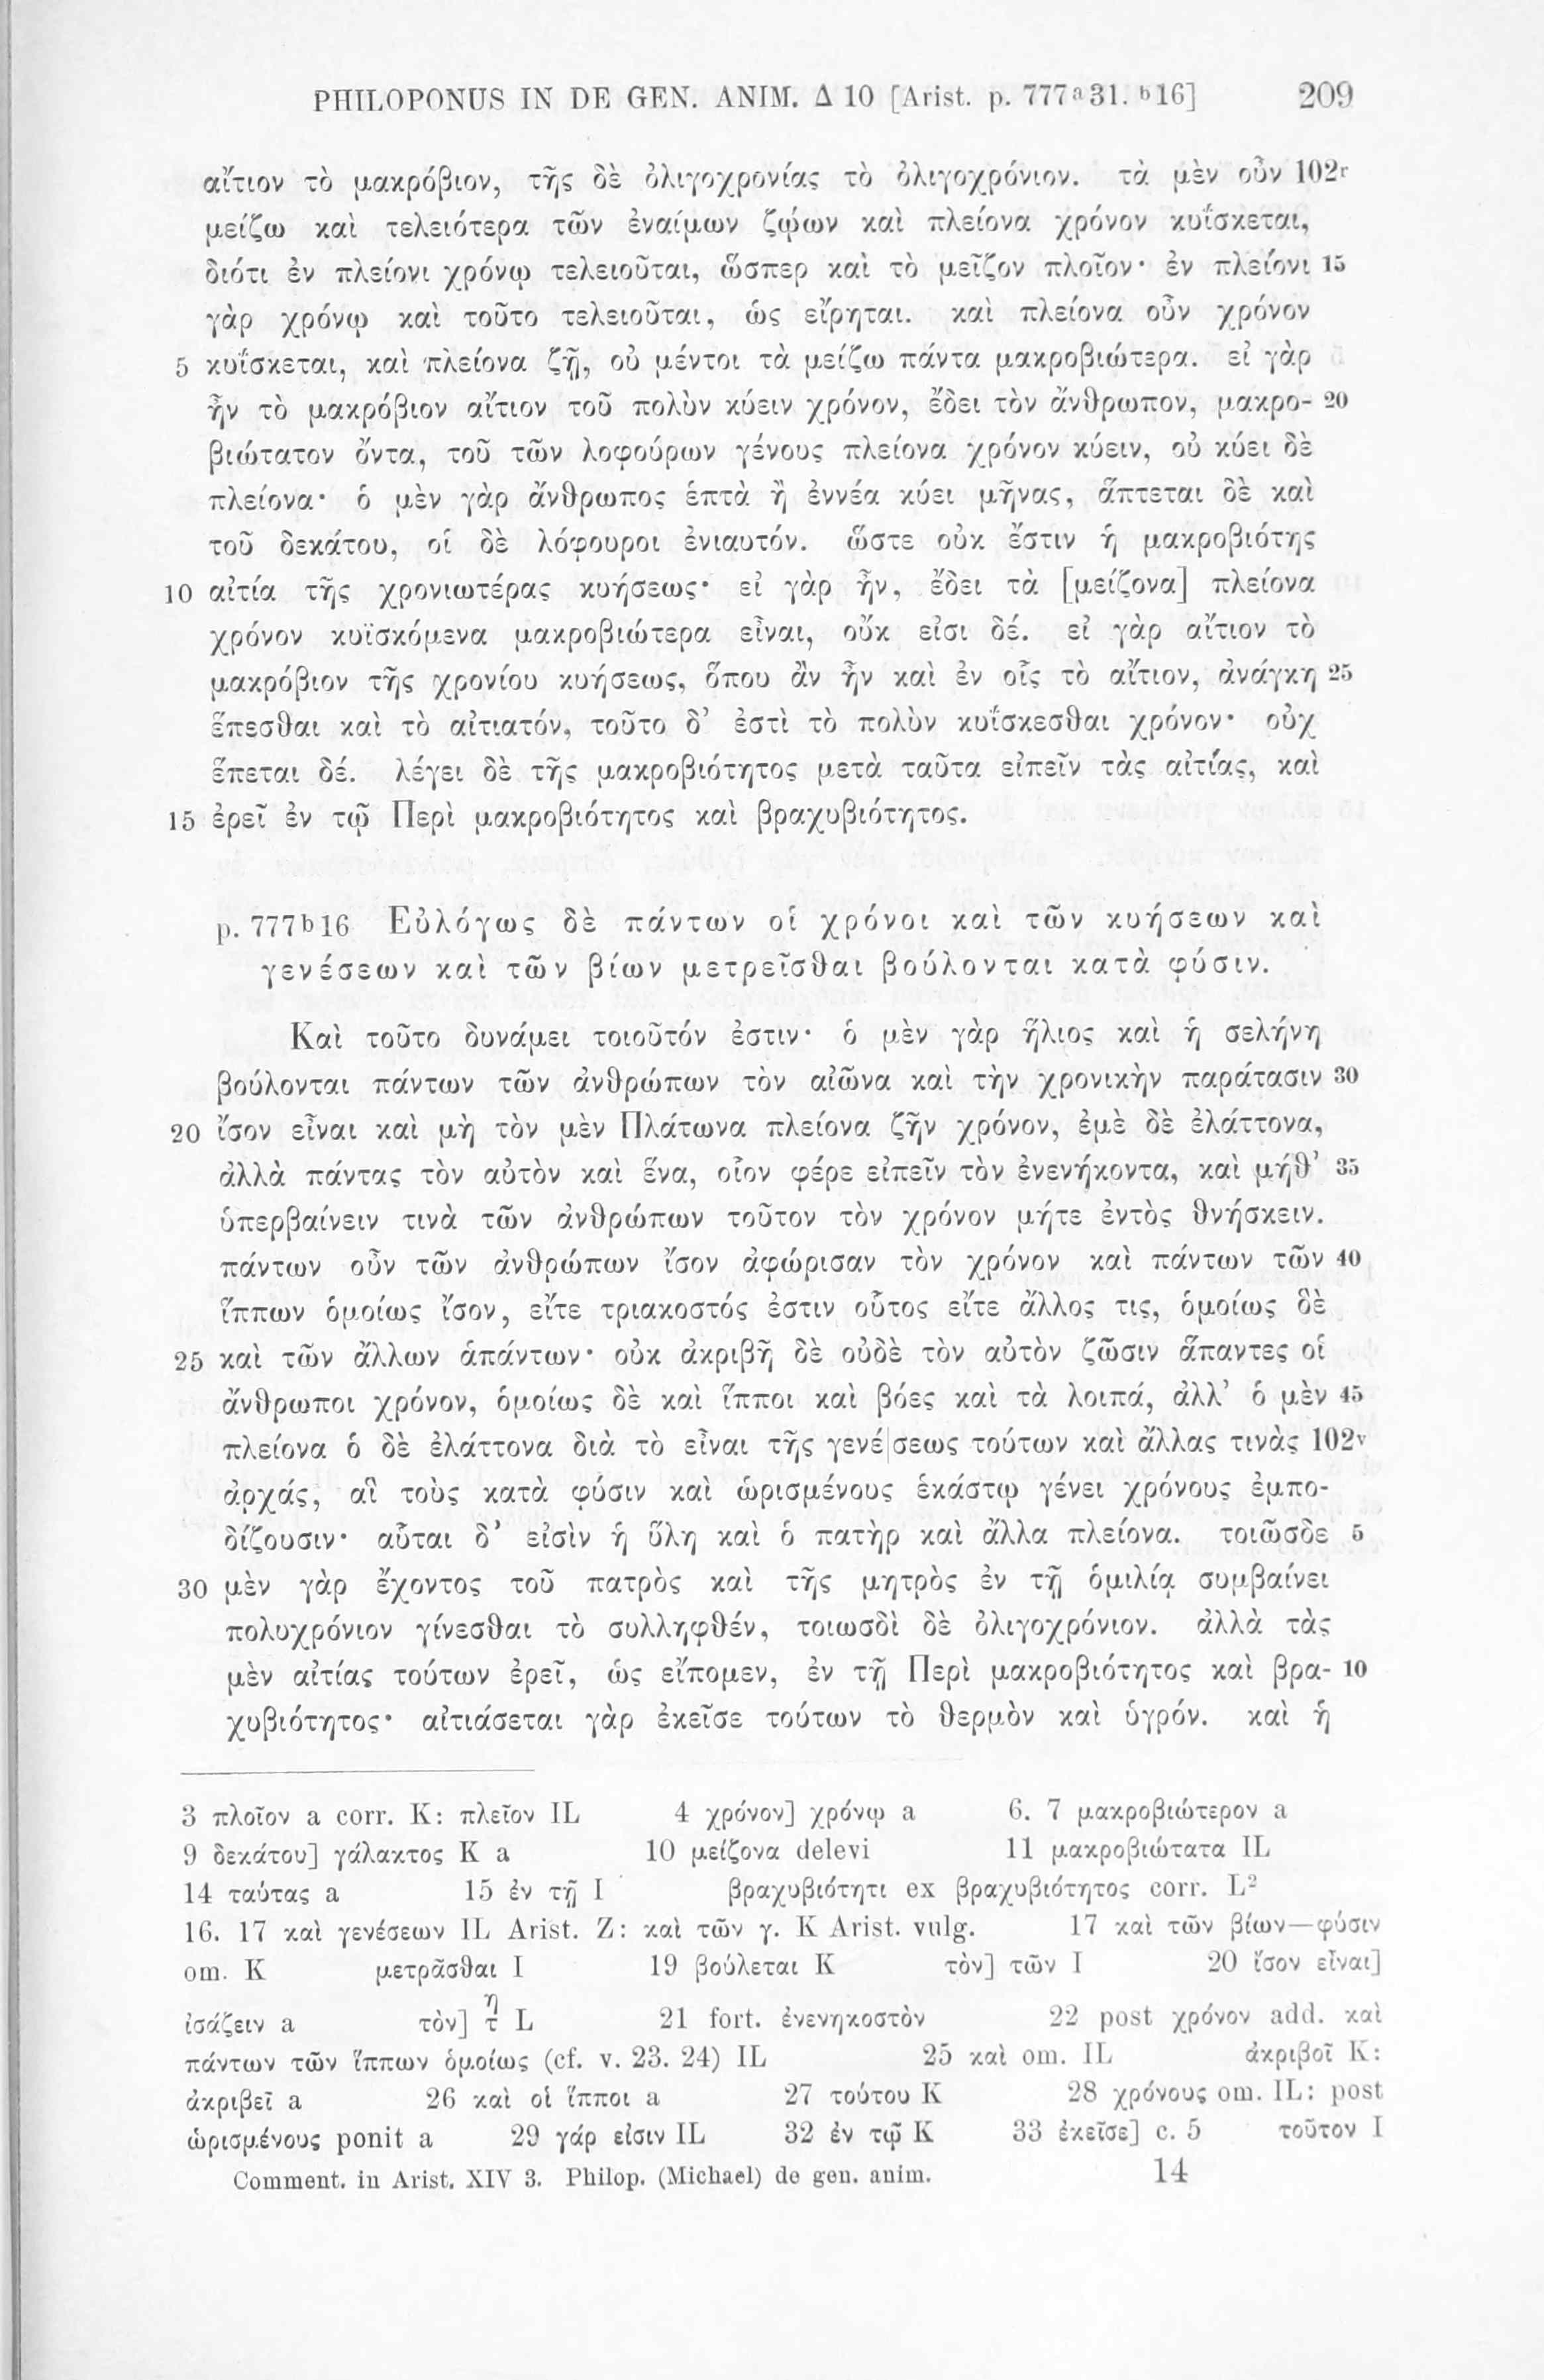 PHILOPONUS IN DE GEN. ANIM. Δ 10 [Arist. p. 777ᵃ31. ᵇ16] 209
αἴτιον τὸ μακρόβιον, τῆς δὲ ὀλιγοχρονίας τὸ ὀλιγοχρόνιον. τὰ μὲν οὖν 102ʳ
μείζω καὶ τελειότερα τῶν ἐναίμων ζῴων καὶ πλείονα χρόνον κυΐσκεται,
διότι ἐν πλείονι χρόνῳ τελειοῦται, ὥσπερ καὶ τὸ μεῖζον πλοῖον· ἐν πλείονι 15
γὰρ χρόνῳ καὶ τοῦτο τελειοῦται, ὡς εἴρηται. καὶ πλείονα οὖν χρόνον
5 κυΐσκεται, καὶ πλείονα ζῇ, οὐ μέντοι τὰ μείζω πάντα μακροβιώτερα. εἰ γὰρ
ἦν τὸ μακρόβιον αἴτιον τοῦ πολὺν κύειν χρόνον, ἔδει τὸν ἄνθρωπον, μακρο- 20
βιώτατον ὄντα, τοῦ τῶν λοφούρων γένους πλείονα χρόνον κύειν, οὐ κύει δὲ
πλείονα· ὁ μὲν γὰρ ἄνθρωπος ἑπτὰ ἢ ἐννέα κύει μῆνας, ἅπτεται δὲ καὶ
τοῦ δεκάτου, οἱ δὲ λόφουροι ἐνιαυτόν. ὥστε οὐκ ἔστιν ἡ μακροβιότης
10 αἰτία τῆς χρονιωτέρας κυήσεως· εἰ γὰρ ἦν, ἔδει τὰ [μείζονα] πλείονα
χρόνον κυϊσκόμενα μακροβιώτερα εἶναι, οὔκ εἰσι δέ. εἰ γὰρ αἴτιον τὸ
μακρόβιον τῆς χρονίου κυήσεως, ὅπου ἂν ἦν καὶ ἐν οἷς τὸ αἴτιον, ἀνάγκη 25
ἕπεσθαι καὶ τὸ αἰτιατόν, τοῦτο δ’ ἐστὶ τὸ πολὺν κυΐσκεσθαι χρόνον· οὐχ
ἕπεται δέ. λέγει δὲ τῆς μακροβιότητος μετὰ ταῦτα εἰπεῖν τὰς αἰτίας, καὶ
15 ἐρεῖ ἐν τῷ Περὶ μακροβιότητος καὶ βραχυβιότητος.
p. 777ᵇ16 Εὐλόγως δὲ πάντων οἱ χρόνοι καὶ τῶν κυήσεων καὶ
γενέσεων καὶ τῶν βίων μετρεῖσθαι βούλονται κατὰ φύσιν.
Καὶ τοῦτο δυνάμει τοιοῦτόν ἐστιν· ὁ μὲν γὰρ ἥλιος καὶ ἡ σελήνη
βούλονται πάντων τῶν ἀνθρώπων τὸν αἰῶνα καὶ τὴν χρονικὴν παράτασιν 30
20 ἴσον εἶναι καὶ μὴ τὸν μὲν Πλάτωνα πλείονα ζῆν χρόνον, ἐμὲ δὲ ἐλάττονα,
ἀλλὰ πάντας τὸν αὐτὸν καὶ ἕνα, οἷον φέρε εἰπεῖν τὸν ἐνενήκοντα, καὶ μήθ’ 35
ὑπερβαίνειν τινὰ τῶν ἀνθρώπων τοῦτον τὸν χρόνον μήτε ἐντὸς θνήσκειν.
πάντων οὖν τῶν ἀνθρώπων ἴσον ἀφώρισαν τὸν χρόνον καὶ πάντων τῶν 40
ἵππων ὁμοίως ἴσον, εἴτε τριακοστός ἐστιν οὗτος εἴτε ἄλλος τις, ὁμοίως δὲ
25 καὶ τῶν ἄλλων ἁπάντων· οὐκ ἀκριβῆ δὲ οὐδὲ τὸν αὐτὸν ζῶσιν ἅπαντες οἱ
ἄνθρωποι χρόνον, ὁμοίως δὲ καὶ ἵπποι καὶ βόες καὶ τὰ λοιπά, ἀλλ’ ὁ μὲν 45
πλείονα ὁ δὲ ἐλάττονα διὰ τὸ εἶναι τῆς γενέ|σεως τούτων καὶ ἄλλας τινὰς 102ᵛ
ἀρχάς, αἳ τοὺς κατὰ φύσιν καὶ ὡρισμένους ἑκάστῳ γένει χρόνους ἐμπο-
δίζουσιν· αὗται δ’ εἰσὶν ἡ ὕλη καὶ ὁ πατὴρ καὶ ἄλλα πλείονα. τοιῶσδε 5
30 μὲν γὰρ ἔχοντος τοῦ πατρὸς καὶ τῆς μητρὸς ἐν τῇ ὁμιλίᾳ συμβαίνει
πολυχρόνιον γίνεσθαι τὸ συλληφθέν, τοιωσδὶ δὲ ὀλιγοχρόνιον. ἀλλὰ τὰς
μὲν αἰτίας τούτων ἐρεῖ, ὡς εἴπομεν, ἐν τῇ Περὶ μακροβιότητος καὶ βρα- 10
χυβιότητος· αἰτιάσεται γὰρ ἐκεῖσε τούτων τὸ θερμὸν καὶ ὑγρόν. καὶ ἡ
3 πλοῖον a corr. K: πλεῖον IL 4 χρόνον] χρόνῳ a 6. 7 μακροβιώτερον a
9 δεκάτου] γάλακτος K a 10 μείζονα delevi 11 μακροβιώτατα IL
14 ταύτας a 15 ἐν τῇ I βραχυβιότητι ex βραχυβιότητος corr. L²
16. 17 καὶ γενέσεων IL Arist. Z: καὶ τῶν γ. K Arist. vulg. 17 καὶ τῶν βίων—φύσιν
om. K μετρᾶσθαι I 19 βούλεται K τὸν] τῶν I 20 ἴσον εἶναι]
ἰσάζειν a τὸν] τη L 21 fort. ἐνενηκοστὸν 22 post χρόνον add. καὶ
πάντων τῶν ἵππων ὁμοίως (cf. v. 23. 24) IL 25 καὶ om. IL ἀκριβοῖ K:
ἀκριβεῖ a 26 καὶ οἱ ἵπποι a 27 τούτου K 28 χρόνους om. IL: post
ὡρισμένους ponit a 29 γάρ εἰσιν IL 32 ἐν τῷ K 33 ἐκεῖσε] c. 5 τοῦτον I
Comment. in Arist. XIV 3. Philop. (Michael) de gen. anim. 14